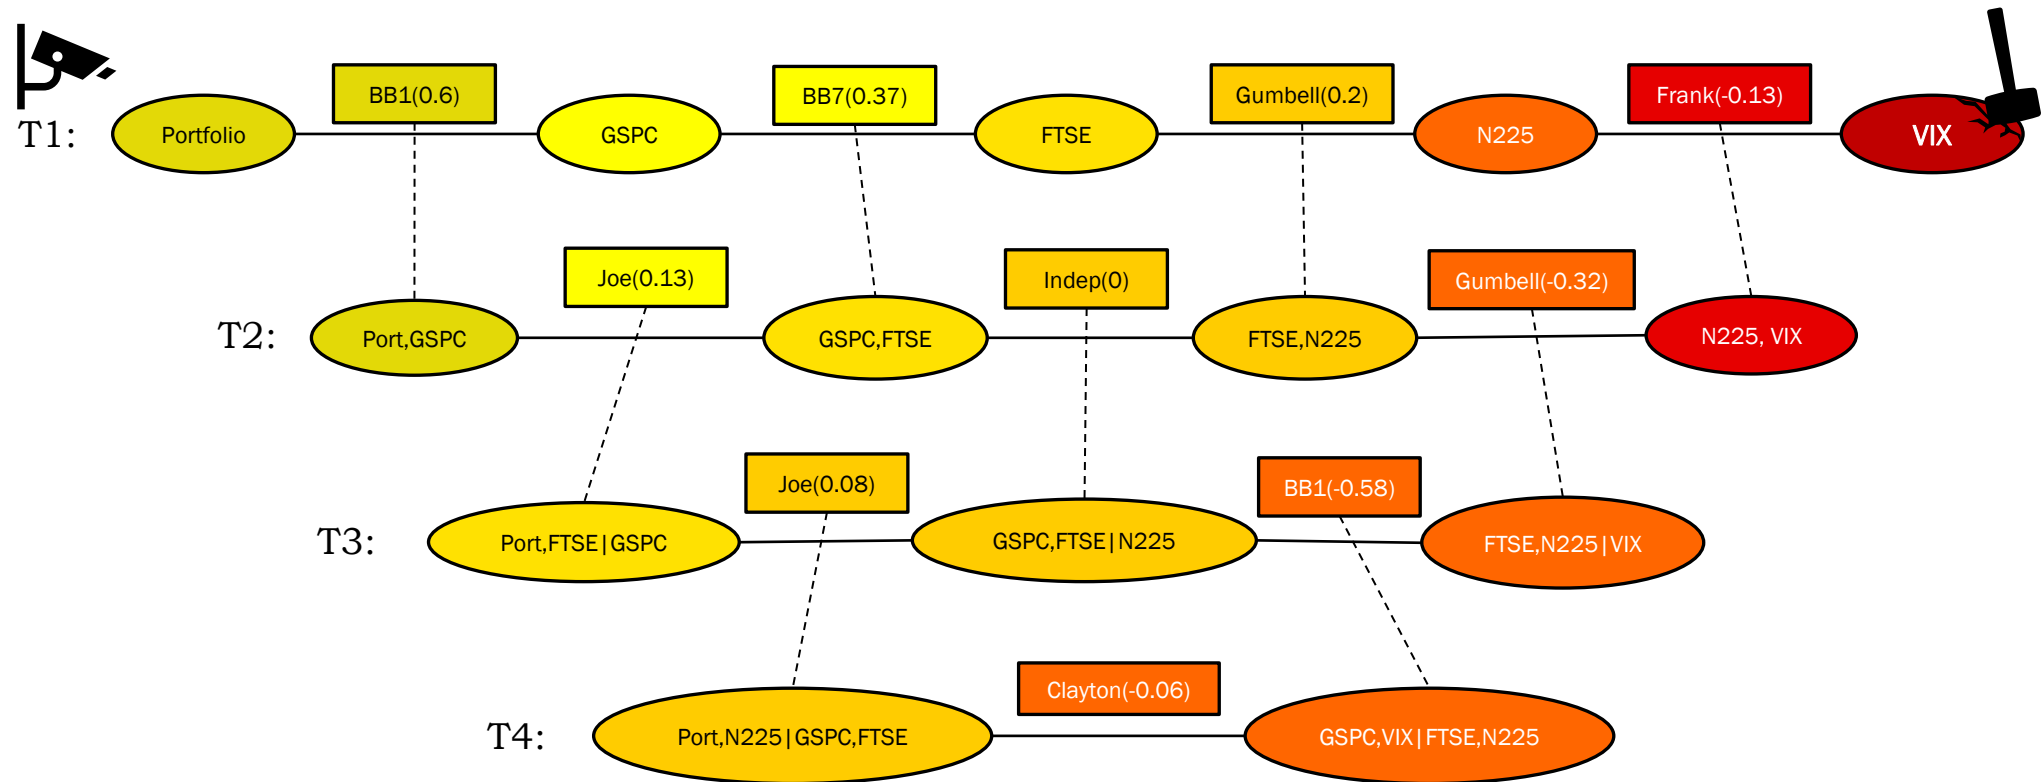 BB1(0.6)
BB7(0.37)
Gumbell(0.2)
Frank(-0.13)
T1:
Portfolio
GSPC
FTSE
N225
VIX
Joe(0.13)
Indep(0)
Gumbell(-0.32)
T2:
Port,GSPC
GSPC,FTSE
FTSE,N225
N225, VIX
Joe(0.08)
BB1(-0.58)
T3:
Port,FTSE|GSPC
GSPC,FTSE|N225
FTSE,N225|VIX
Clayton(-0.06)
T4:
Port,N225|GSPC,FTSE
GSPC,VIX|FTSE,N225